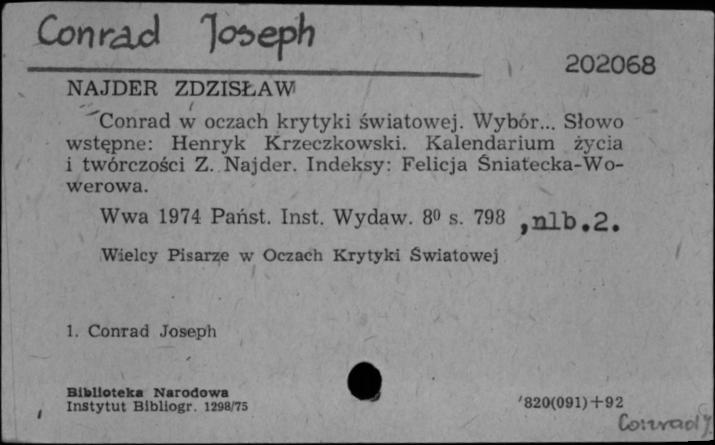 Conrad Joseph
202068
NAJDER ZDZISŁAW
Conrad w oczach krytyki światowej. Wybór... Słowo
wstępne: Henryk Krzeczkowski. Kalendarium życia
i twórczości Z. Najder. Indeksy: Felicja Śniatecka-Wo-
werowa.
Wwa 1974 Państ. Inst. Wydaw. 8⁰ s. 798 , nlb.2.
Wielcy Pisarze w Oczach Krytyki Światowej
1. Conrad Joseph
Biblioteka Narodowa
Instytut Bibliogr. 1298/75
820(091)+92
Conrad J.